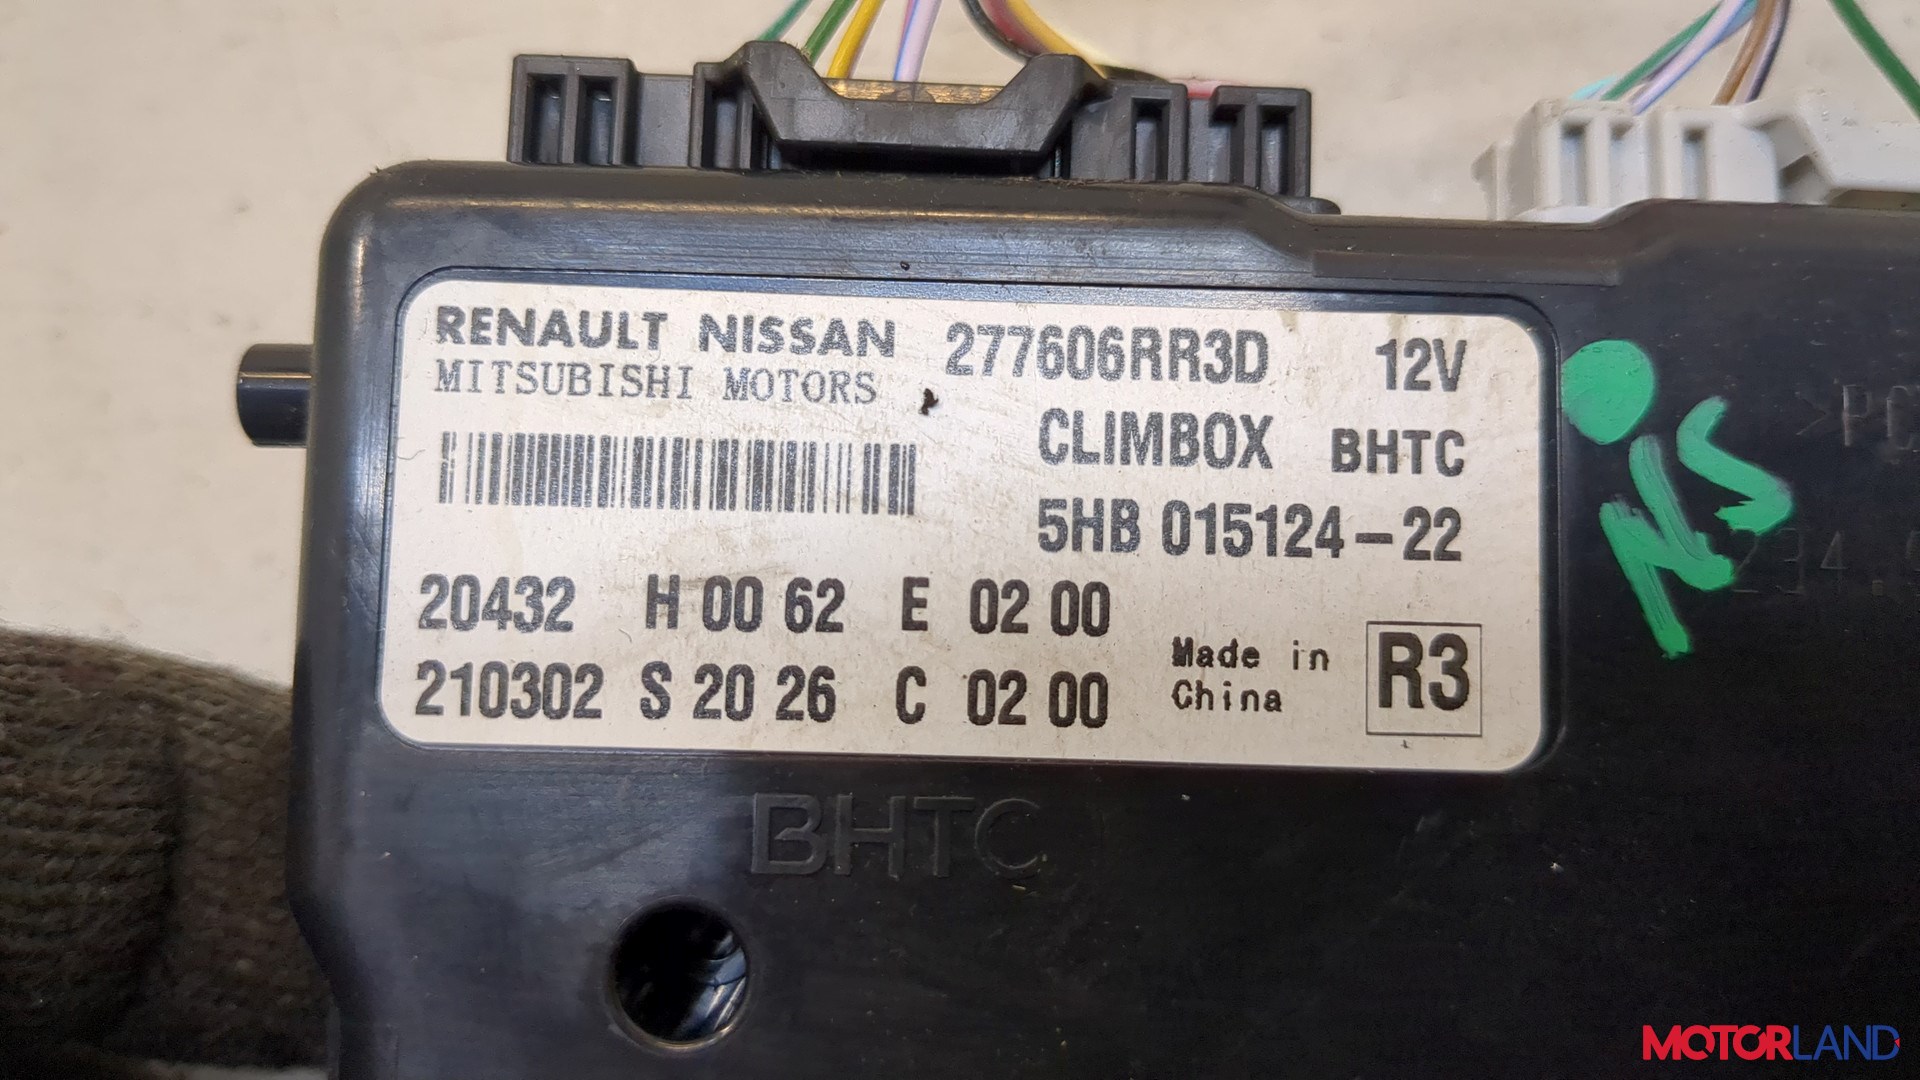 RENAULT NISSAN 277606RR3D 12V
MITSUBISHI MOTORS
CLIMBOX BHTC
5HB 015124-22
20432 H 00 62 E 02 00
210302 S 20 26 C 02 00
Made in
China
R3
NS
BHTC
MOTORLAND